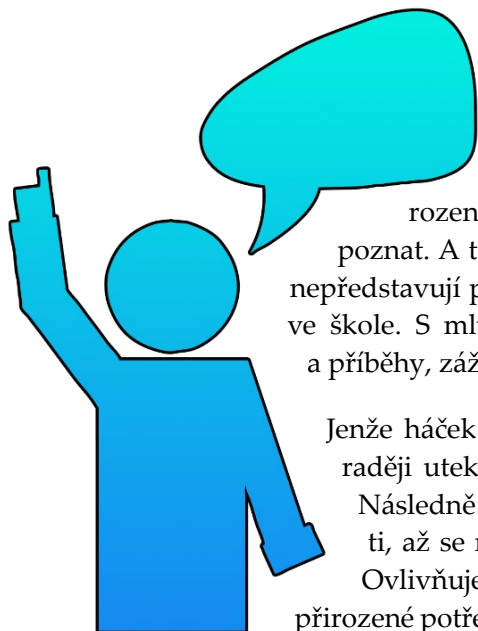 rozen
poznat. A t
nepředstavují p
ve škole. S ml
a příběhy, záž
Jenže háček
raději utek
Následně
ti, až se
Ovlivňuje
přirozené potře